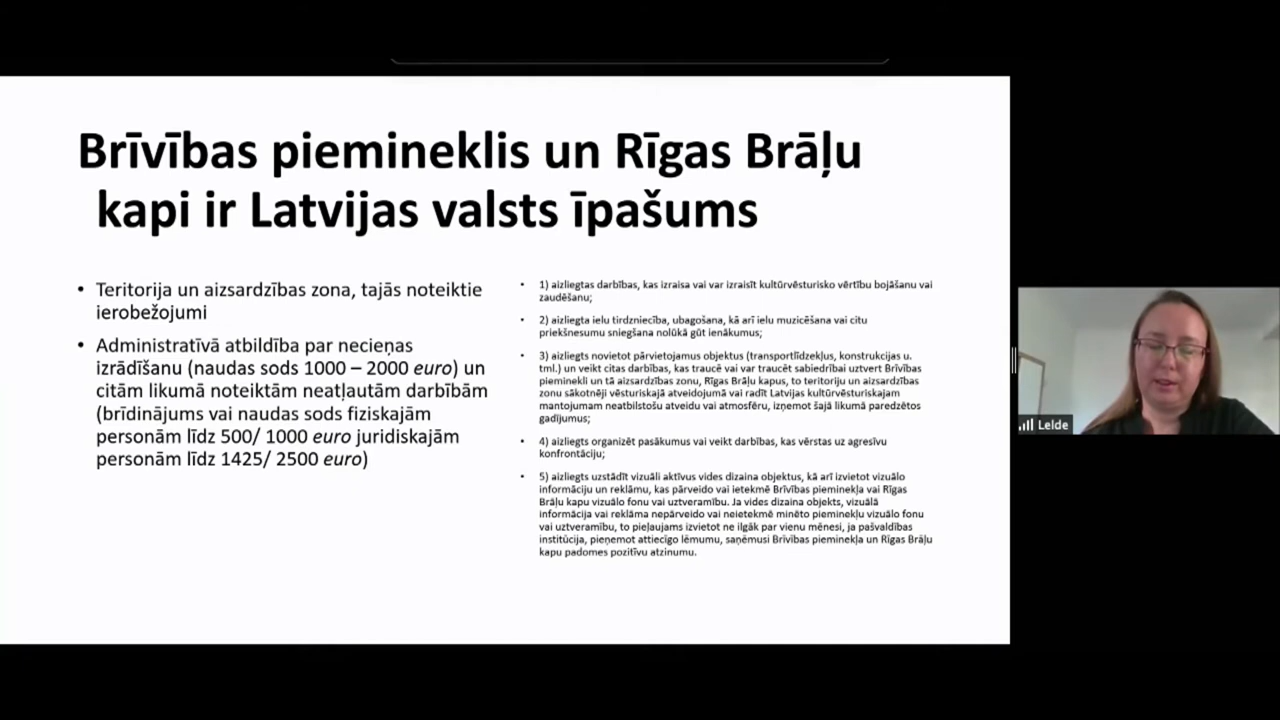 Brīvības piemineklis un Rīgas Brāļu
kapi ir Latvijas valsts īpašums
• Teritorija un aizsardzības zona, tajās noteiktie
ierobežojumi
• Administratīvā atbildība par necieņas
izrādīšanu (naudas sods 1000 – 2000 euro) un
citām likumā noteiktām neatļautām darbībām
(brīdinājums vai naudas sods fiziskajām
personām līdz 500/ 1000 euro juridiskajām
personām līdz 1425/ 2500 euro)
• 1) aizliegtas darbības, kas izraisa vai var izraisīt kultūrvēsturisko vērtību bojāšanu vai
zaudēšanu;
• 2) aizliegta ielu tirdzniecība, ubagošana, kā arī ielu muzicēšana vai citu
priekšnesumu sniegšana nolūkā gūt ienākumus;
• 3) aizliegts novietot pārvietojamus objektus (transportlīdzekļus, konstrukcijas u.
tml.) un veikt citas darbības, kas traucē vai var traucēt sabiedrībai uztvert Brīvības
pieminekli un tā aizsardzības zonu, Rīgas Brāļu kapus, to teritoriju un aizsardzības
zonu sākotnēji vēsturiskajā atveidojumā vai radīt Latvijas kultūrvēsturiskajam
mantojumam neatbilstošu atveidu vai atmosfēru, izņemot šajā likumā paredzētos
gadījumus;
• 4) aizliegts organizēt pasākumus vai veikt darbības, kas vērstas uz agresīvu
konfrontāciju;
• 5) aizliegts uzstādīt vizuāli aktīvus vides dizaina objektus, kā arī izvietot vizuālo
informāciju un reklāmu, kas pārveido vai ietekmē Brīvības pieminekļa vai Rīgas
Brāļu kapu vizuālo fonu vai uztveramību. Ja vides dizaina objekts, vizuālā
informācija vai reklāma nepārveido vai neietekmē minēto pieminekļu vizuālo fonu
vai uztveramību, to pieļaujams izvietot ne ilgāk par vienu mēnesi, ja pašvaldības
institūcija, pieņemot attiecīgo lēmumu, saņēmusi Brīvības pieminekļa un Rīgas Brāļu
kapu padomes pozitīvu atzinumu.
Lelde